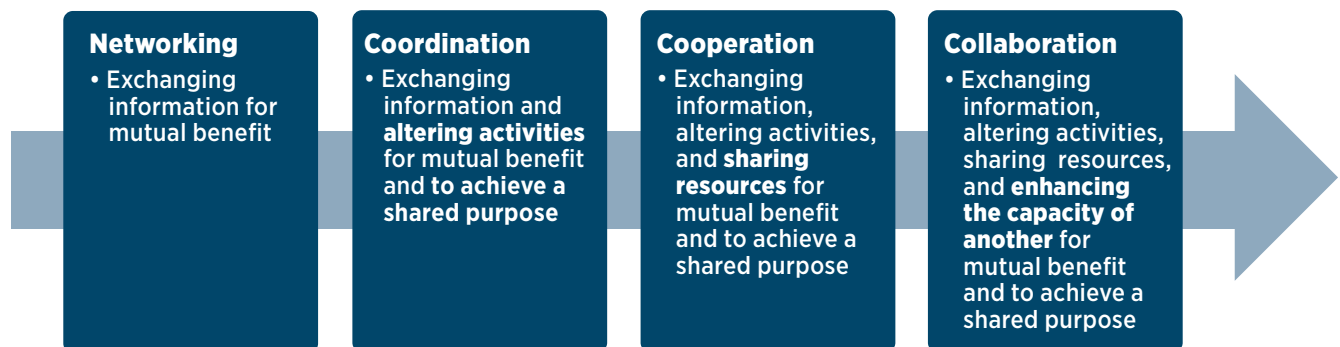 Networking
• Exchanging
information for
mutual benefit
Coordination
• Exchanging
information and
altering activities
for mutual benefit
and to achieve a
shared purpose
Cooperation
• Exchanging
information,
altering activities,
and sharing
resources for
mutual benefit
and to achieve a
shared purpose
Collaboration
• Exchanging
information,
altering activities,
sharing resources,
and enhancing
the capacity of
another for
mutual benefit
and to achieve a
shared purpose